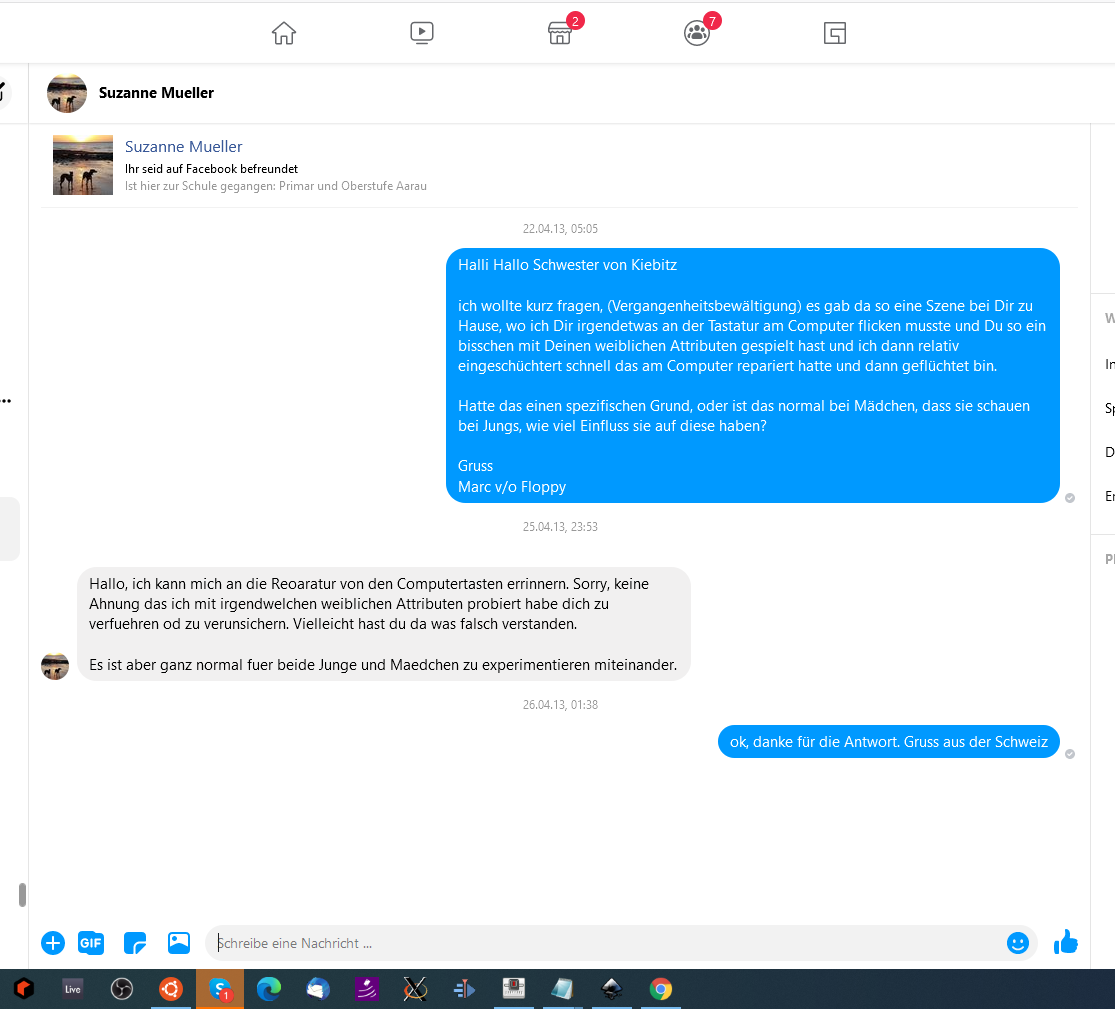 2
7
Suzanne Mueller
Suzanne Mueller
Ihr seid auf Facebook befreundet
Ist hier zur Schule gegangen: Primar und Oberstufe Aarau
22.04.13, 05:05
Halli Hallo Schwester von Kiebitz
ich wollte kurz fragen, (Vergangenheitsbewältigung) es gab da so eine Szene bei Dir zu
Hause, wo ich Dir irgendetwas an der Tastatur am Computer flicken musste und Du so ein
bisschen mit Deinen weiblichen Attributen gespielt hast und ich dann relativ
eingeschüchtert schnell das am Computer repariert hatte und dann geflüchtet bin.
Hatte das einen spezifischen Grund, oder ist das normal bei Mädchen, dass sie schauen
bei Jungs, wie viel Einfluss sie auf diese haben?
Gruss
Marc v/o Floppy
25.04.13, 23:53
Hallo, ich kann mich an die Reoaratur von den Computertasten errinnern. Sorry, keine
Ahnung das ich mit irgendwelchen weiblichen Attributen probiert habe dich zu
verfuehren od zu verunsichern. Vielleicht hast du da was falsch verstanden.
Es ist aber ganz normal fuer beide Junge und Maedchen zu experimentieren miteinander.
26.04.13, 01:38
ok, danke für die Antwort. Gruss aus der Schweiz
GIF
Schreibe eine Nachricht ...
Live
1